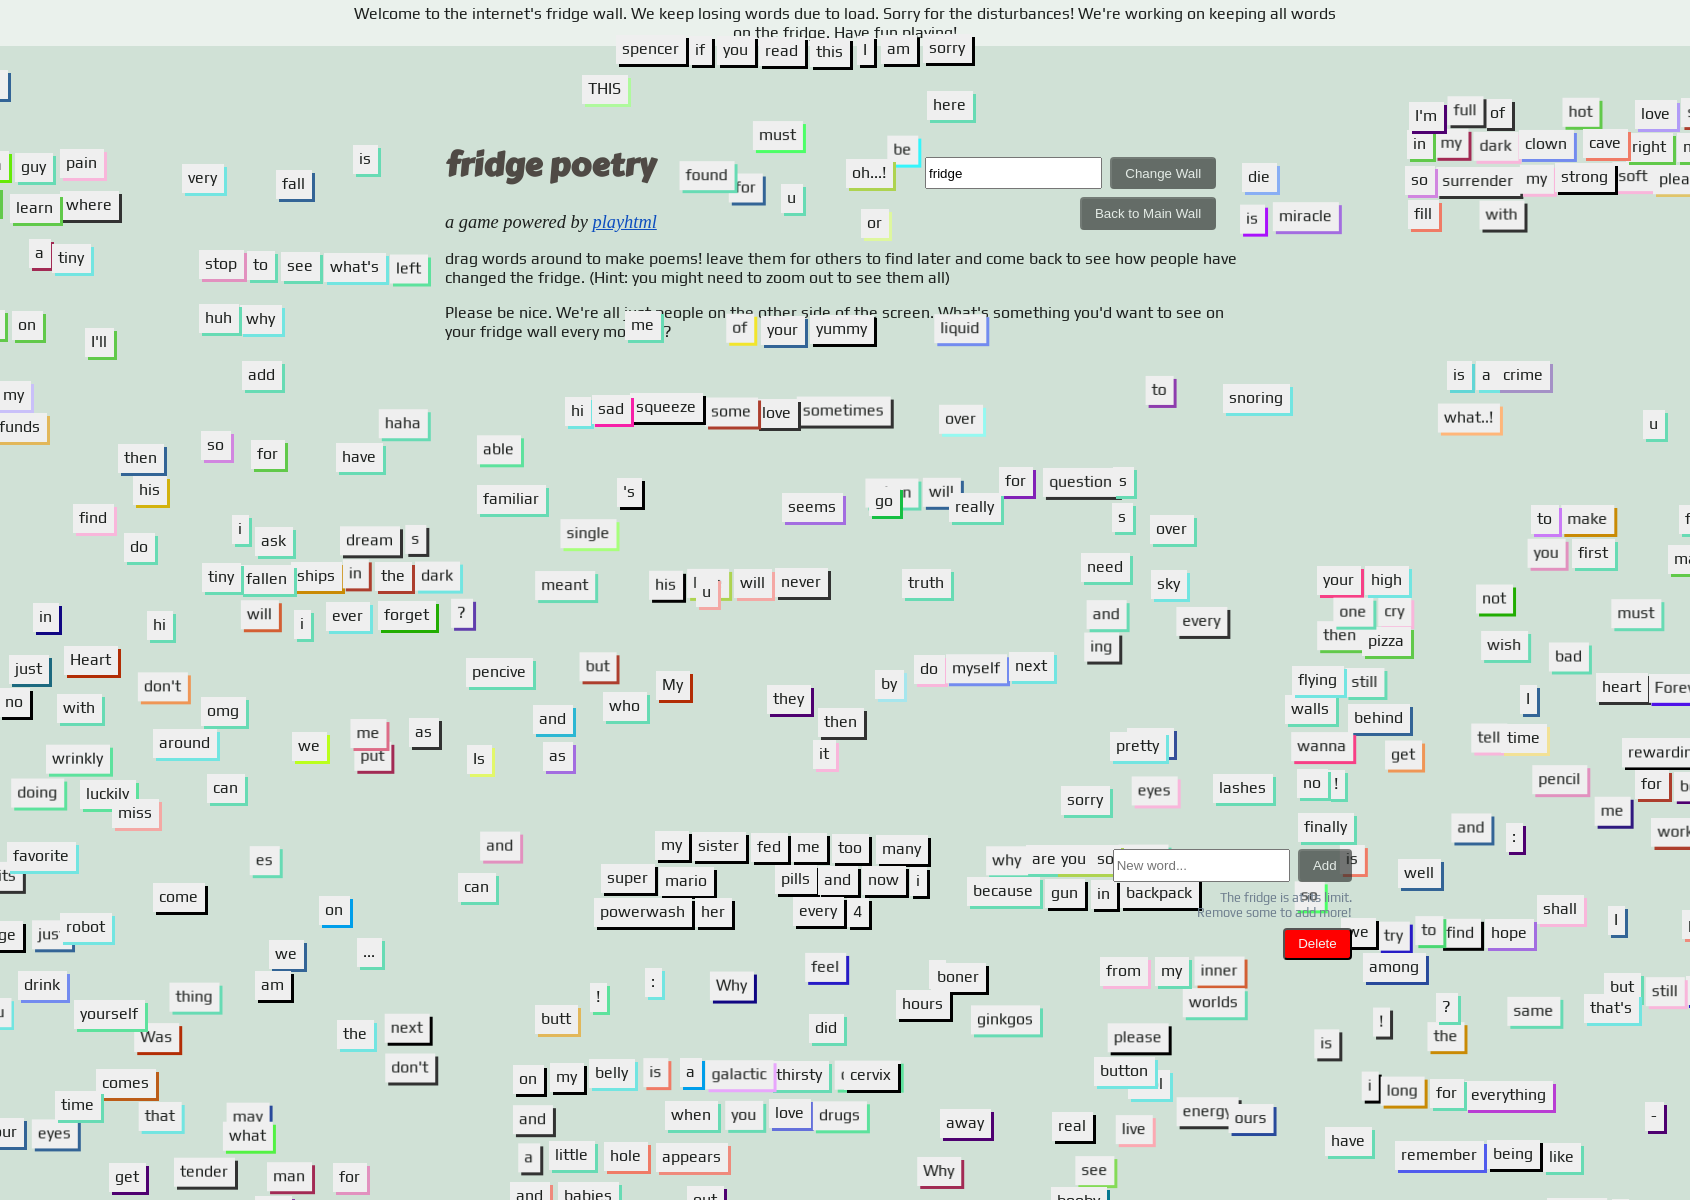 Welcome to the internet's fridge wall. We keep losing words due to load. Sorry for the disturbances! We're working on keeping all words
on the fridge. Have fun playing!
spencer if you read this I am sorry
THIS
here
must
be
I'm full of hot love
in my dark clown cave right
so surrender my strong soft
fill with
guy pain
is
very
fall
learn where
a tiny
fridge poetry
found for
u
oh...!
or
fridge
Change Wall
Back to Main Wall
die
is miracle
a game powered by playhtml
stop to see what's left
drag words around to make poems! leave them for others to find later and come back to see how people have
changed the fridge. (Hint: you might need to zoom out to see them all)
Please be nice. We're all just people on the other side of the screen. What's something you'd want to see on
your fridge wall every mo ?
me of your yummy liquid
huh why
on
I'll
add
my
funds
to
snoring
is a crime
what..!
u
hi sad squeeze some love sometimes
over
haha
able
so for have
then
his
find
do
familiar
's
single
seems
go
will
really
for question s
s
over
to make
you first
i ask dream s
tiny fallen ships in the dark
will i ever forget ?
meant
his u will never
truth
need
sky
and
every
ing
your high
one cry
then pizza
not
must
wish
bad
in
hi
just Heart
don't
no with
omg
pencive
but
My
who
and
as
they
then
it
by
do myself next
flying still
walls behind
wanna get
no !
finally
I
heart
tell time
pencil
me
for
and
:
well
wrinkly
around
we
me
put
as
Is
doing luckily
miss
can
pretty
sorry
eyes
lashes
favorite
es
and
can
come
on
my sister fed me too many
super mario pills and now i
powerwash her every 4
why are you so
because gun in backpack
New word...
Add
is
so
The fridge is at its limit.
Remove some to add more!
Delete
we try to find hope
among
shall
I
robot
we
...
am
drink
thing
yourself
Was
the next
don't
feel
Why
:
!
butt
did
boner
hours
ginkgos
from my inner
worlds
please
button
I
is
!
?
the
same
but still
that's
comes
time
that
eyes
may
what
get
tender
man
for
on my belly is a galactic thirsty cervix
and when you love drugs
a little hole appears
and babies out
away
Why
real
live
see
booby
energy ours
i long for everything
have
remember being like
-